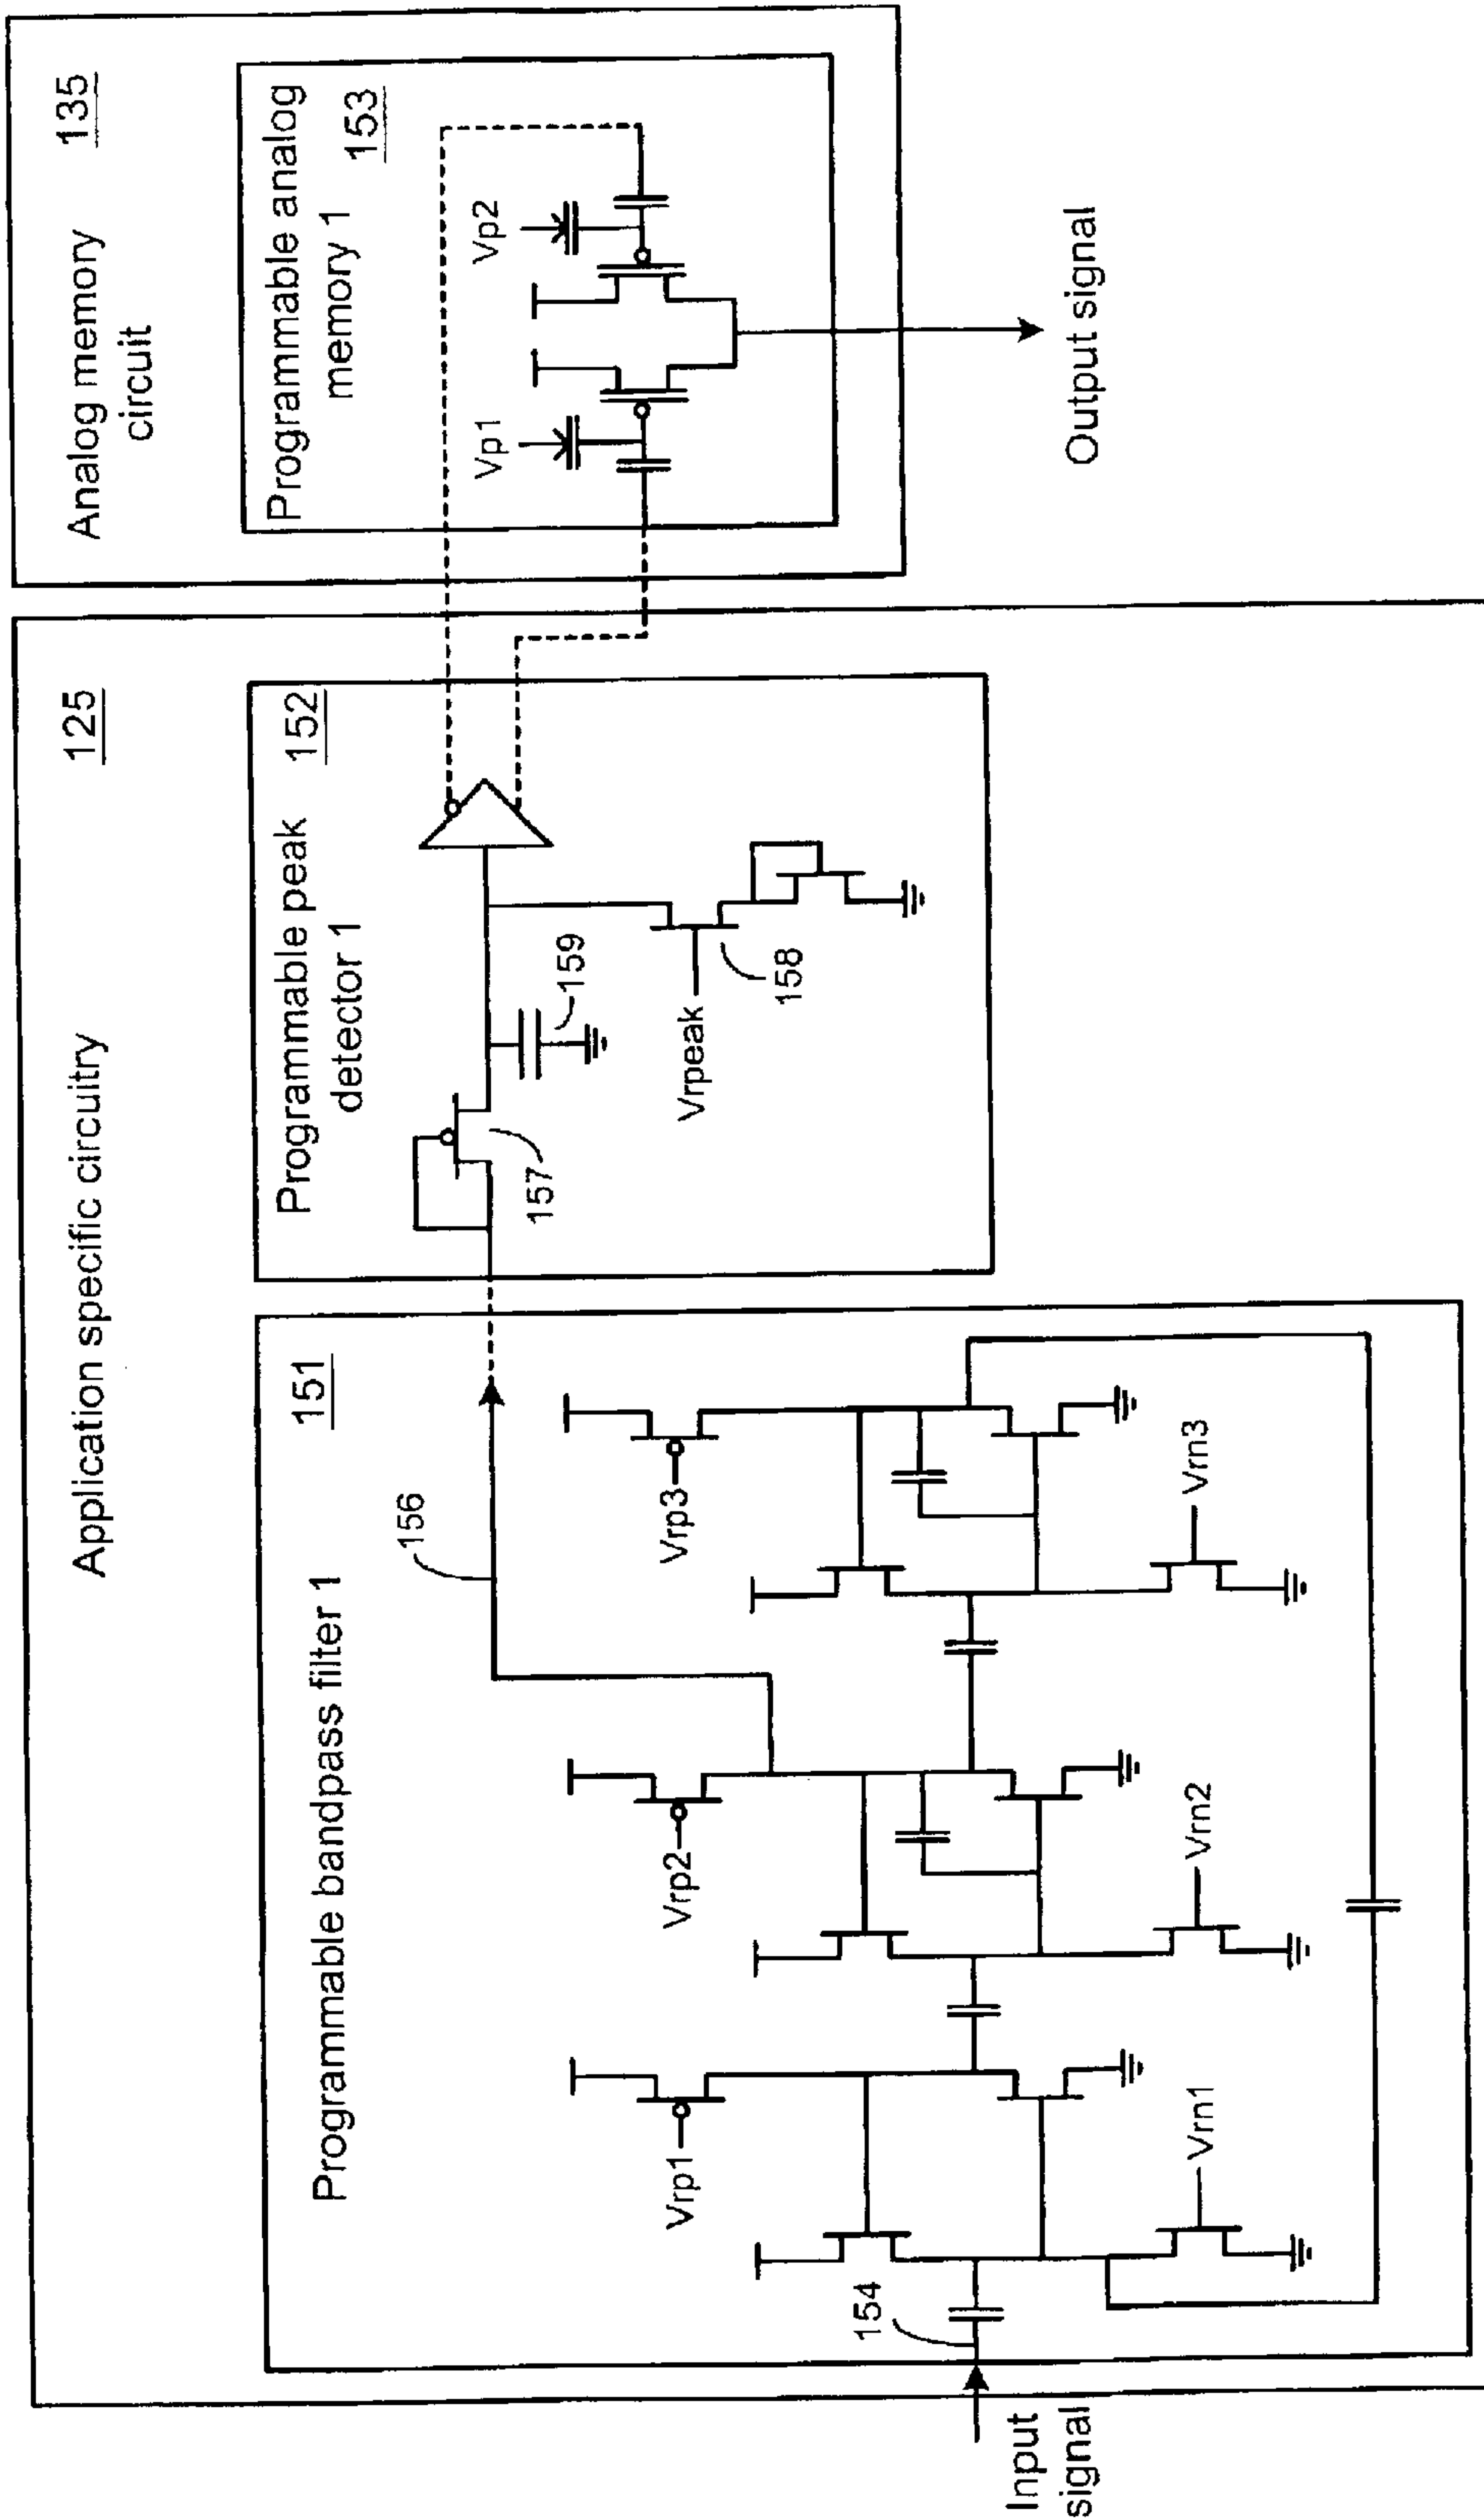 Application specific circuitry
125
Analog memory
circuit
135
Programmable bandpass filter 1
151
156
Vrp1
Vrp2
Vrp3
154
Input
signal
Vrn1
Vrn2
Vrn3
Programmable peak
detector 1
152
157
159
Vrpeak
158
Programmable analog
memory 1
153
Vp1
Vp2
Output signal